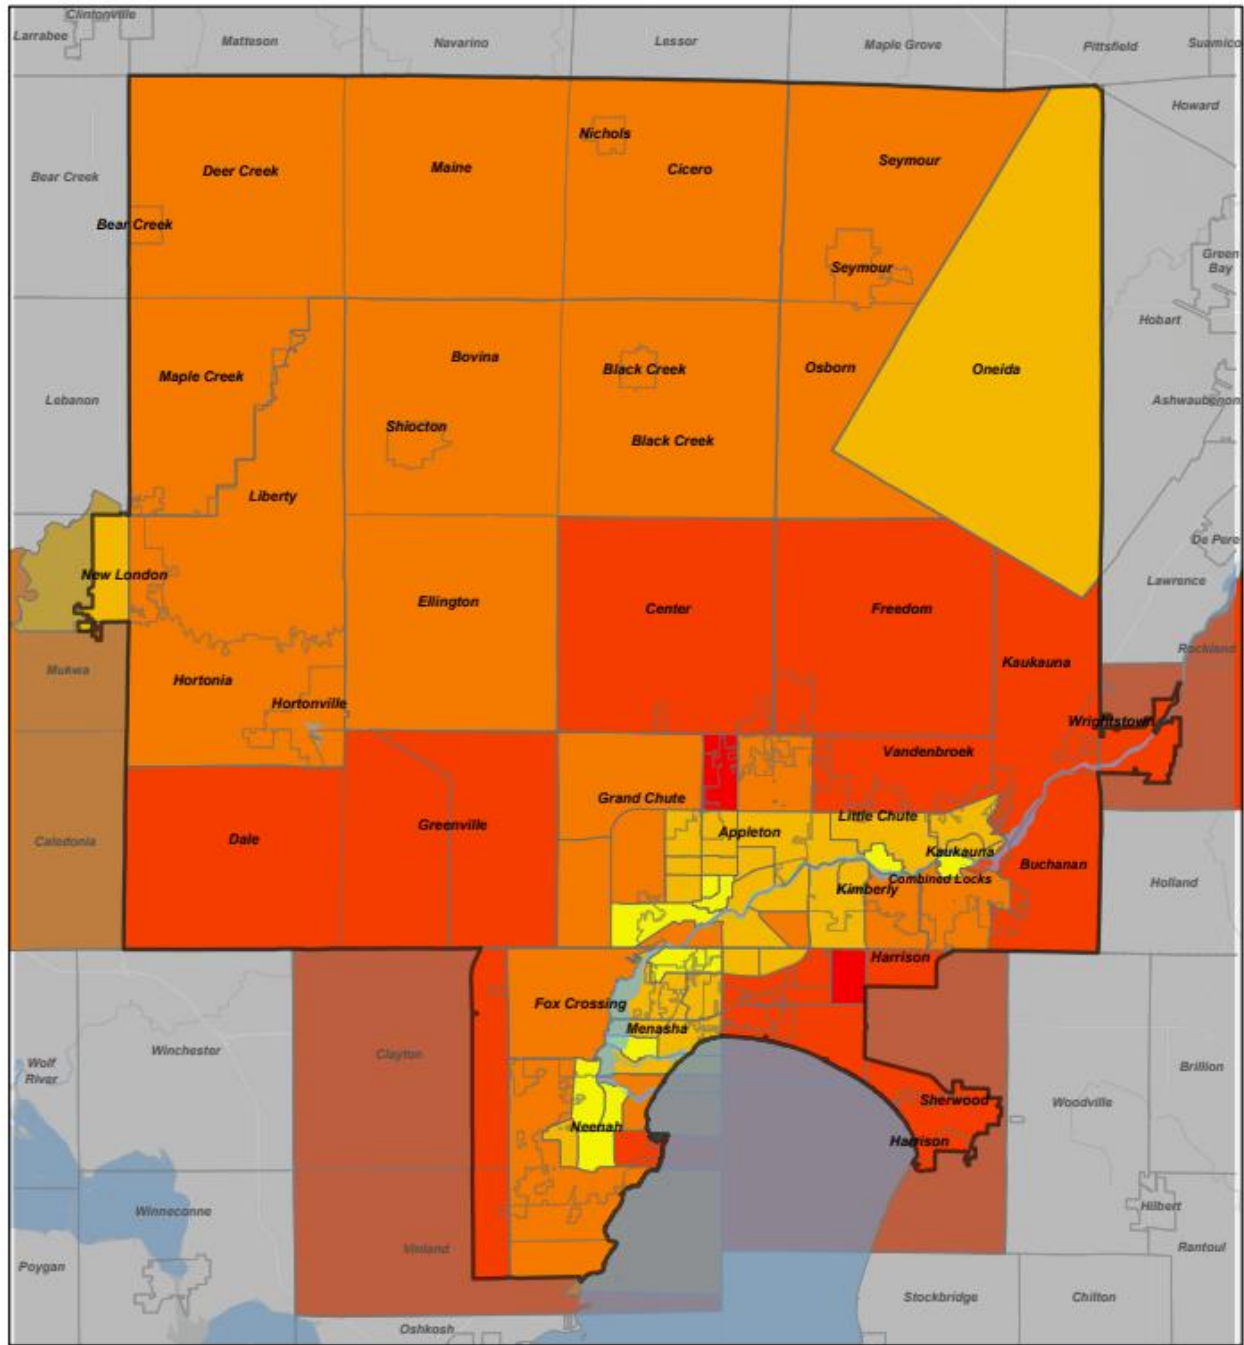 Clintonville
Larrabee
Matteson
Navarino
Lessor
Maple Grove
Pittsfield
Suamico
Howard
Nichols
Deer Creek
Maine
Cicero
Seymour
Bear Creek
Bear Creek
Seymour
Green
Bay
Hobart
Bovina
Maple Creek
Black Creek
Osborn
Oneida
Lebanon
Ashwaubenon
Shiocton
Black Creek
Liberty
De Pere
New London
Lawrence
Ellington
Center
Freedom
Rockland
Mukwa
Kaukauna
Hortonia
Hortonville
Wrightstown
Vandenbroek
Grand Chute
Little Chute
Greenville
Appleton
Dale
Caledonia
Kaukauna
Buchanan
Combined Locks
Kimberly
Holland
Harrison
Fox Crossing
Menasha
Winchester
Clayton
Wolf
River
Brillion
Sherwood
Woodville
Neenah
Harrison
Winneconne
Hilbert
Vinland
Rantoul
Poygan
Stockbridge
Chilton
Oshkosh